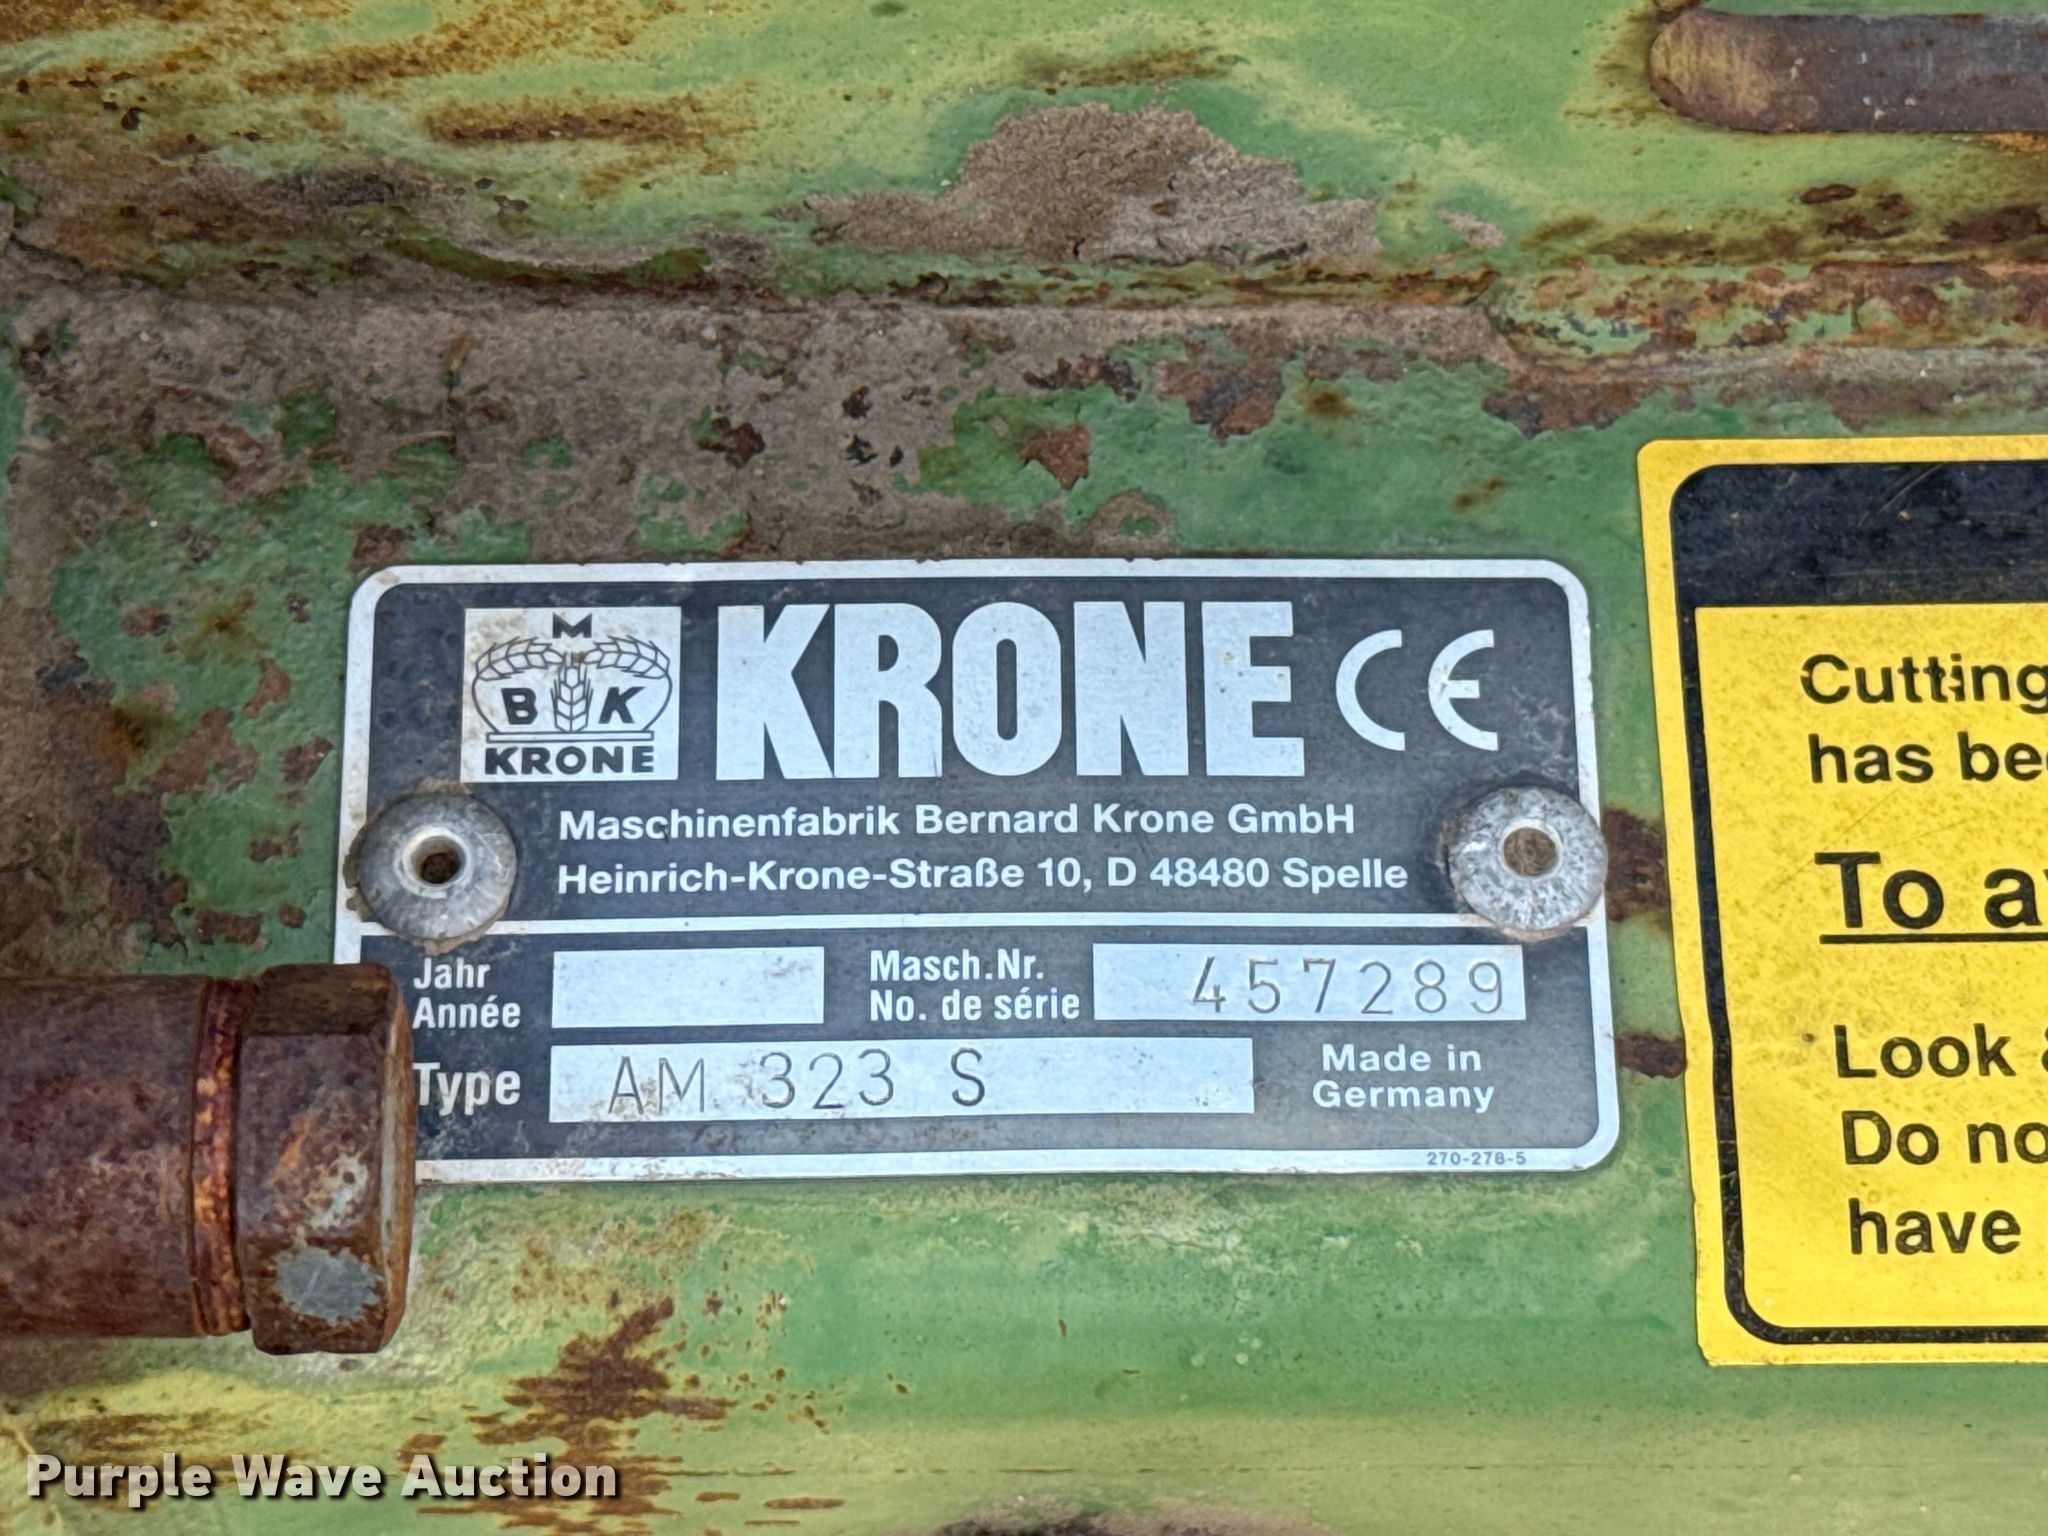 M
B K
KRONE
KRONE CE
Maschinenfabrik Bernard Krone GmbH
Heinrich-Krone-Straße 10, D 48480 Spelle
Jahr
Année
Masch.Nr.
No. de série
457289
Type
AM 323 S
Made in
Germany
270-278-5
Cutting
has be
To a
Look
Do no
have
Purple Wave Auction